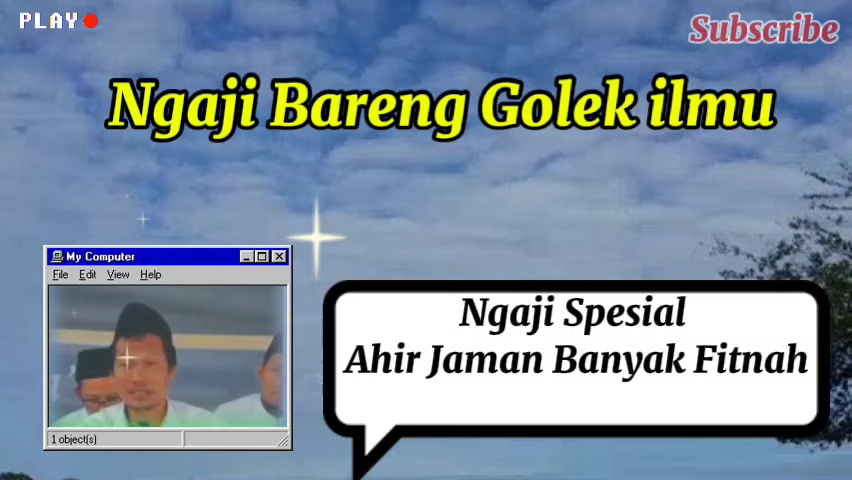 PLAY
Subscribe
Ngaji Bareng Golek ilmu
My Computer
File Edit View Help
1 object(s)
Ngaji Spesial
Ahir Jaman Banyak Fitnah